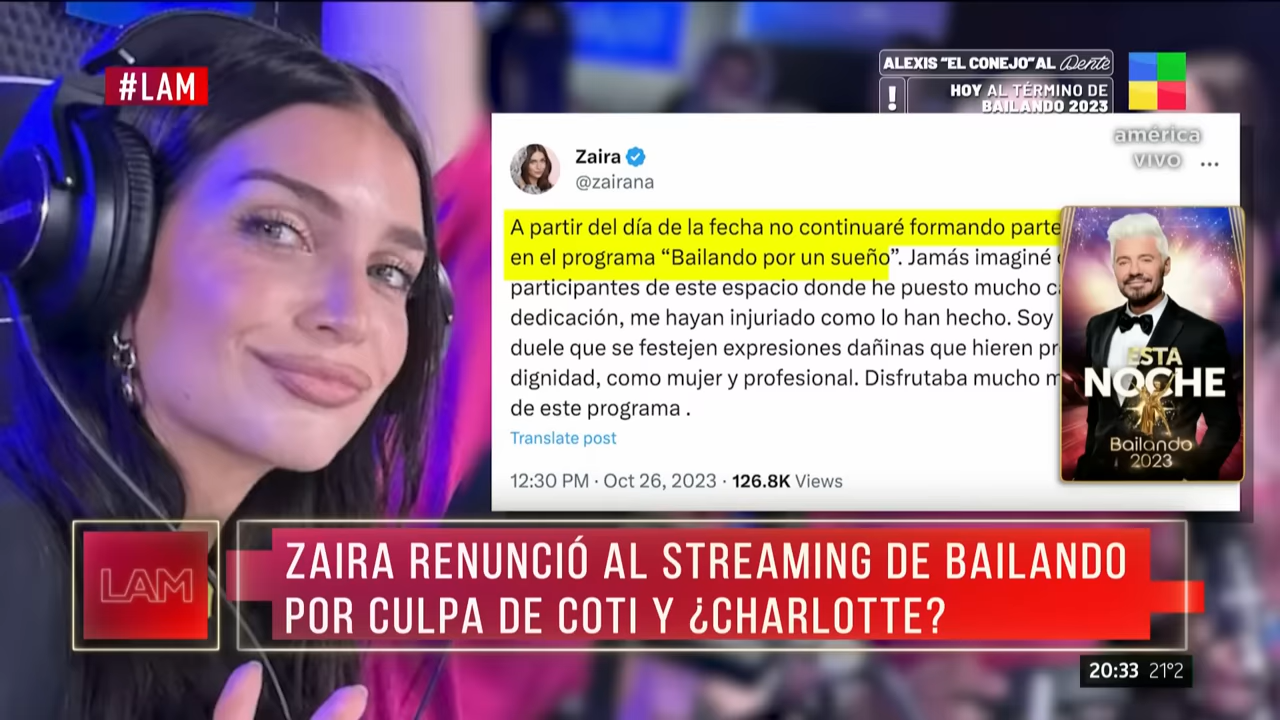 #LAM
ALEXIS "EL CONEJO" AL Dente
! HOY AL TÉRMINO DE
BAILANDO 2023
américa
VIVO
Zaira
@zairana
A partir del día de la fecha no continuaré formando parte
en el programa “Bailando por un sueño”. Jamás imaginé
participantes de este espacio donde he puesto mucho
dedicación, me hayan injuriado como lo han hecho. Soy
duele que se festejen expresiones dañinas que hieren
dignidad, como mujer y profesional. Disfrutaba mucho
de este programa .
Translate post
12:30 PM · Oct 26, 2023 · 126.8K Views
ESTA
NOCHE
Bailando
2023
LAM
ZAIRA RENUNCIÓ AL STREAMING DE BAILANDO
POR CULPA DE COTI Y ¿CHARLOTTE?
20:33 21°2